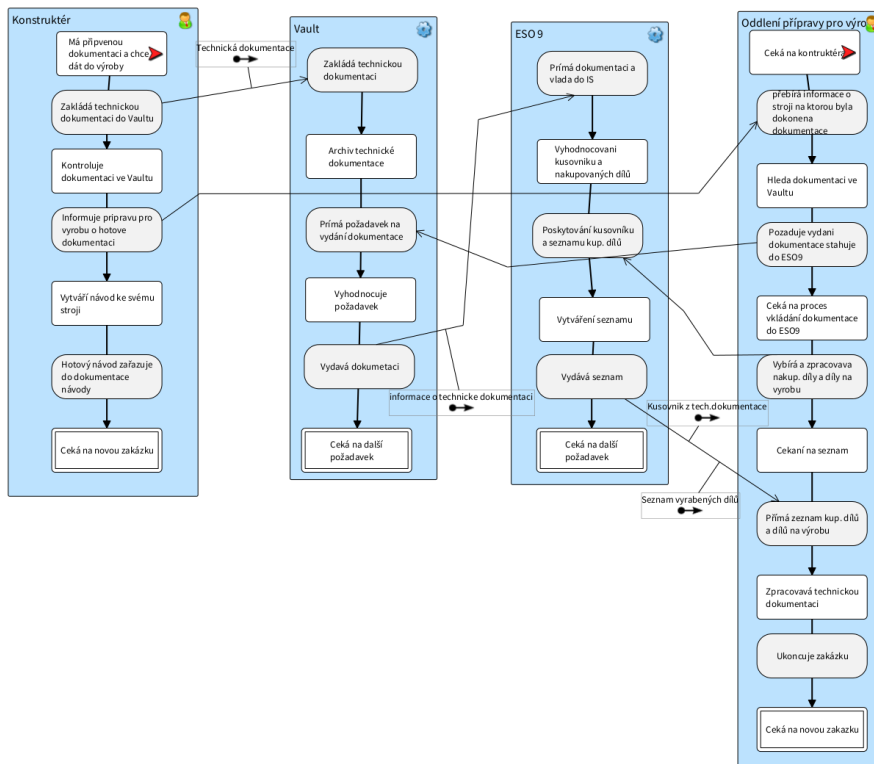 Konstruktér
Má připvenou
dokumentaci a chce
dát do výroby
Zakládá technickou
dokumentaci do Vaultu
Kontroluje
dokumentaci ve Vaultu
Informuje pripravu pro
vyrobu o hotove
dokumentaci
Vytváří návod ke svému
stroji
Hotový návod zařazuje
do dokumentace
návody
Ceká na novou zakázku
Technická dokumentace
Vault
Zakládá technickou
dokumentaci
Archiv technické
dokumentace
Prímá požadavek na
vydání dokumentace
Vyhodnocuje
požadavek
Vydavá dokumetaci
Ceká na další
požadavek
informace o technicke dokumentaci
ESO 9
Prímá dokumentaci a
vlada do IS
Vyhodnocovani
kusovniku a
nakupovaných dílů
Poskytování kusovníku
a seznamu kup. dílů
Vytváření seznamu
Vydává seznam
Ceká na další
požadavek
Kusovnik z tech.dokumentace
Seznam vyrabených dílů
Oddlení přípravy pro výro
Ceká na kontruktéra
přebírá informace o
stroji na ktorou byla
dokonena
dokumentace
Hleda dokumentaci ve
Vaultu
Pozaduje vydani
dokumentace stahuje
do ESO9
Ceká na proces
vkládání dokumentace
do ESO9
Vybírá a zpracovava
nakup. díly a díly na
vyrobu
Cekaní na seznam
Přímá zeznam kup. dílů
a dílů na výrobu
Zpracovavá technickou
dokumentaci
Ukoncuje zakázku
Ceká na novou zakazku